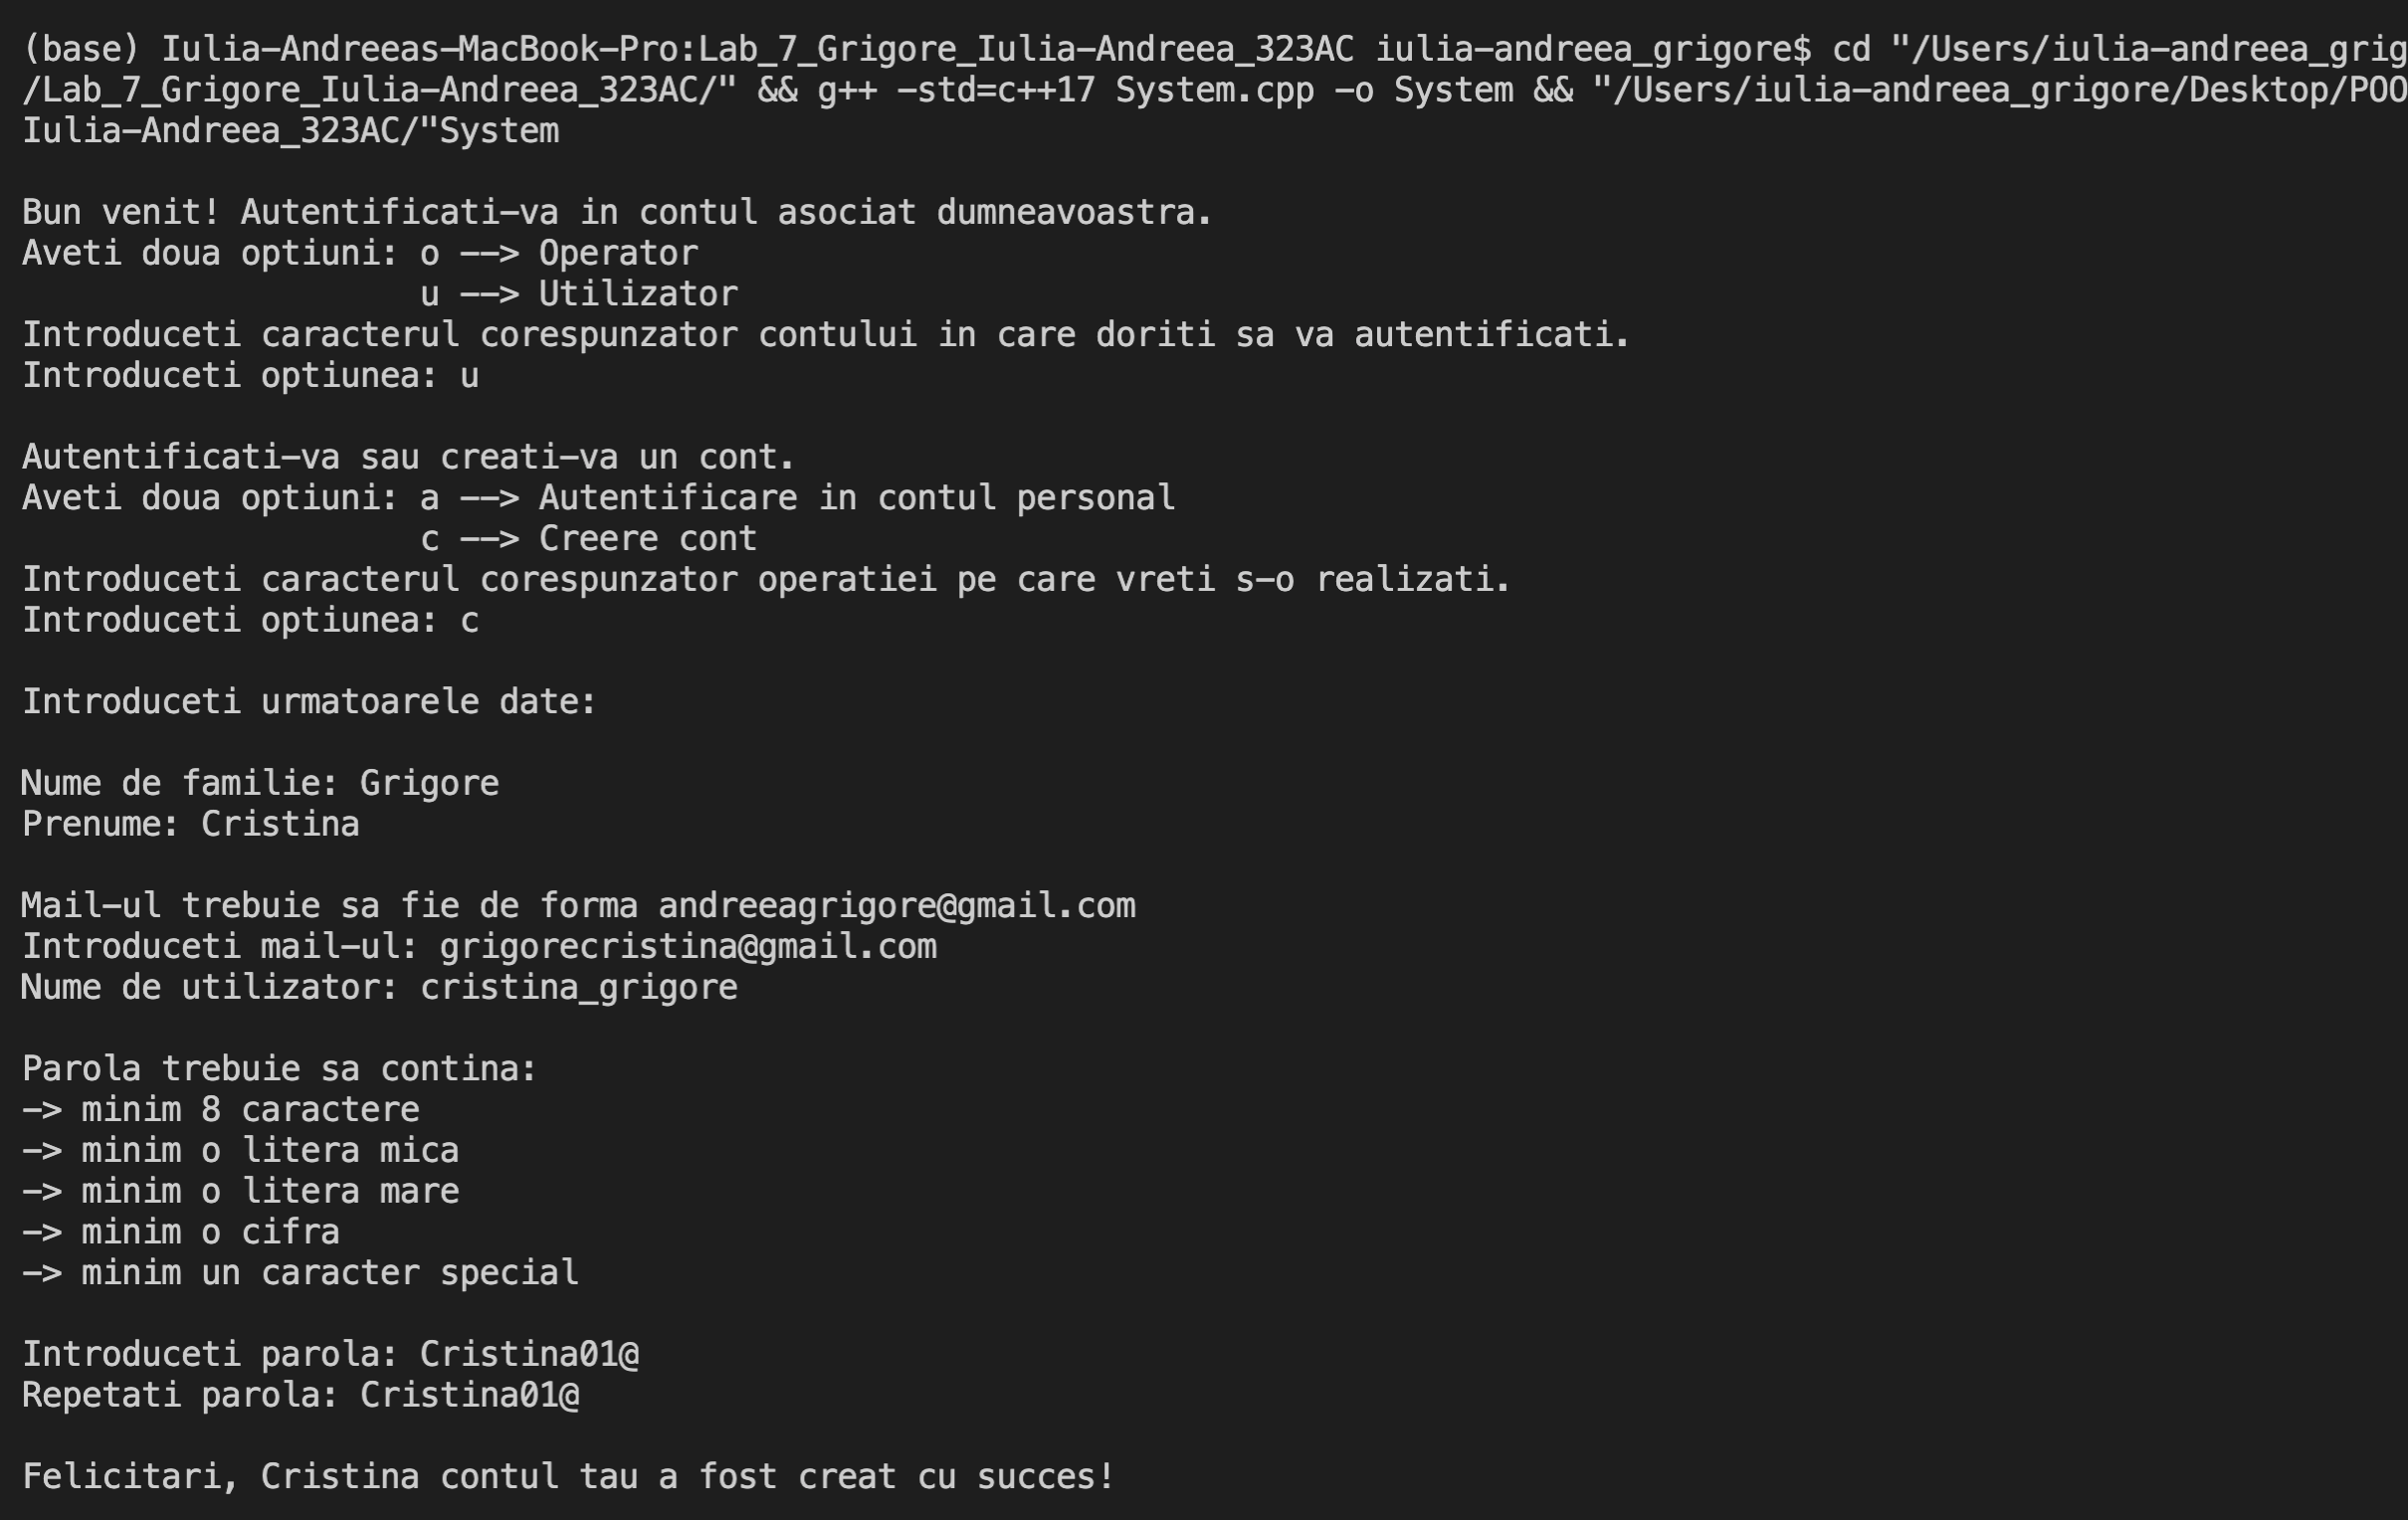 (base) Iulia-Andreeas-MacBook-Pro:Lab_7_Grigore_Iulia-Andreea_323AC iulia-andreea_grigore$ cd "/Users/iulia-andreea_grig
/Lab_7_Grigore_Iulia-Andreea_323AC/" && g++ -std=c++17 System.cpp -o System && "/Users/iulia-andreea_grigore/Desktop/POO
Iulia-Andreea_323AC/"System
Bun venit! Autentificati-va in contul asociat dumneavoastra.
Aveti doua optiuni: o --> Operator
u --> Utilizator
Introduceti caracterul corespunzator contului in care doriti sa va autentificati.
Introduceti optiunea: u
Autentificati-va sau creati-va un cont.
Aveti doua optiuni: a --> Autentificare in contul personal
c --> Creere cont
Introduceti caracterul corespunzator operatiei pe care vreti s-o realizati.
Introduceti optiunea: c
Introduceti urmatoarele date:
Nume de familie: Grigore
Prenume: Cristina
Mail-ul trebuie sa fie de forma andreeagrigore@gmail.com
Introduceti mail-ul: grigorecristina@gmail.com
Nume de utilizator: cristina_grigore
Parola trebuie sa contina:
-> minim 8 caractere
-> minim o litera mica
-> minim o litera mare
-> minim o cifra
-> minim un caracter special
Introduceti parola: Cristina01@
Repetati parola: Cristina01@
Felicitari, Cristina contul tau a fost creat cu succes!